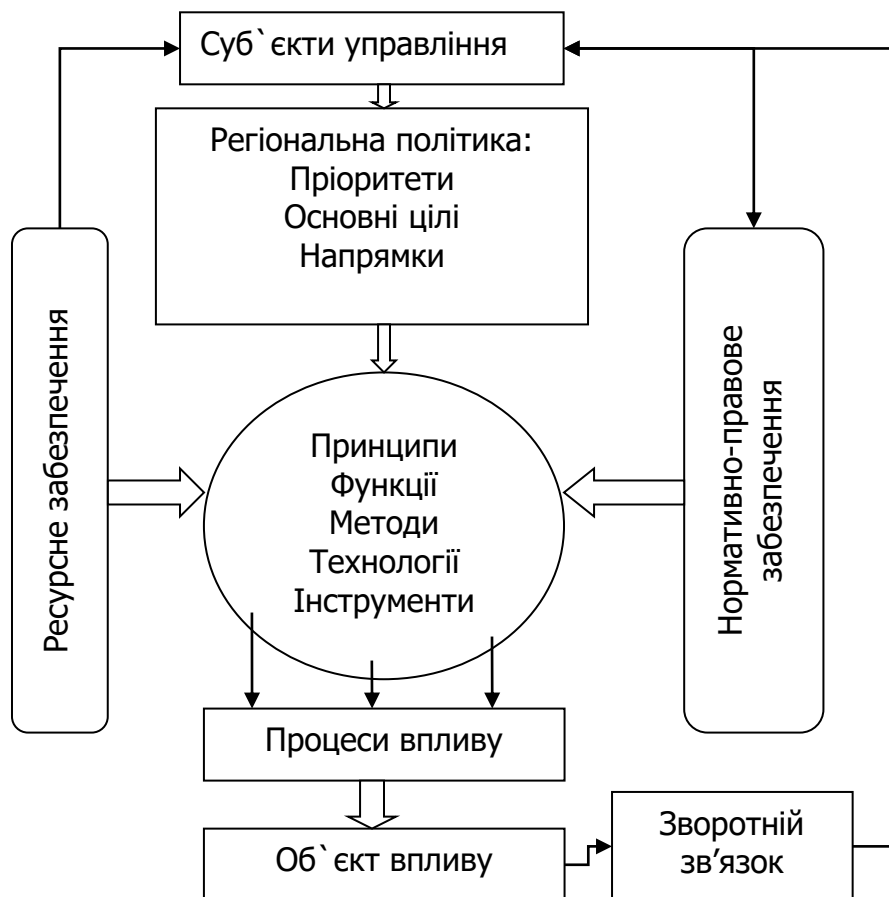 Суб`єкти управління
Регіональна політика:
Пріоритети
Основні цілі
Напрямки
Ресурсне забезпечення
Принципи
Функції
Методи
Технології
Інструменти
Нормативно-правове
забезпечення
Процеси впливу
Об`єкт впливу
Зворотній
зв’язок